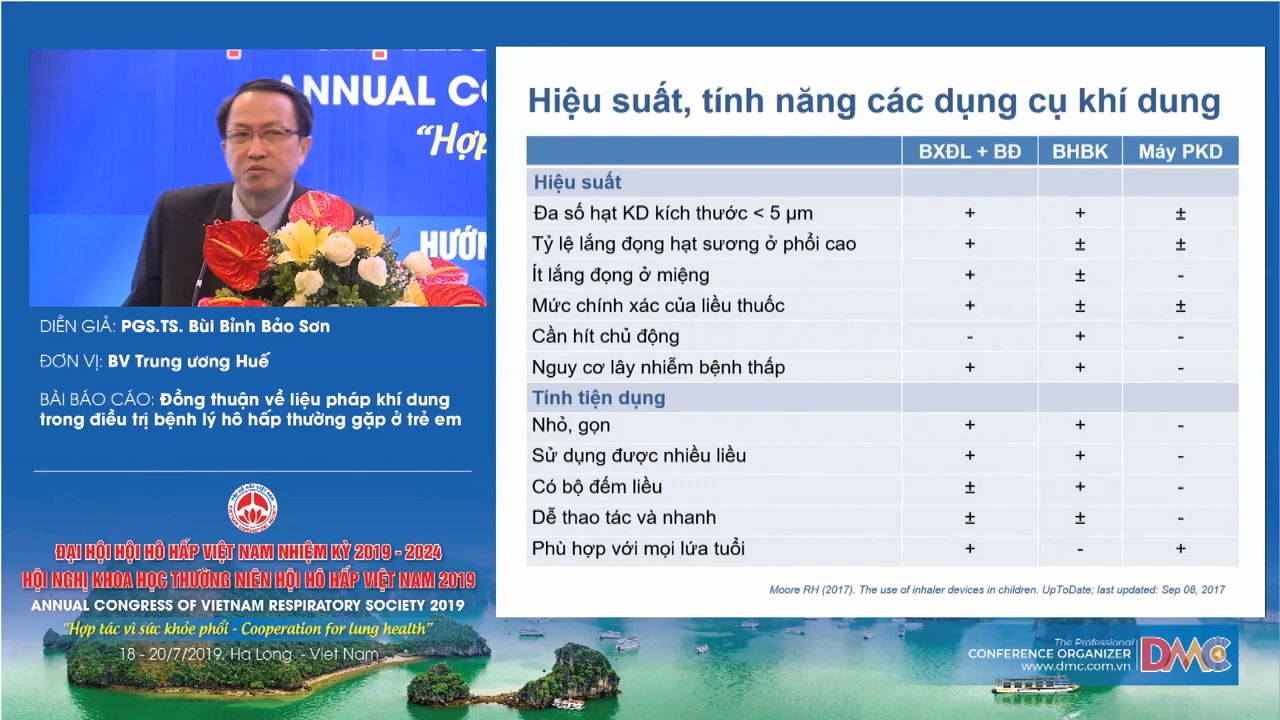 ANNUAL CO
“Hợp
HƯỚN
DIỄN GIẢ: PGS.TS. Bùi Bỉnh Bảo Sơn
ĐƠN VỊ: BV Trung ương Huế
BÀI BÁO CÁO: Đồng thuận về liệu pháp khí dung
trong điều trị bệnh lý hô hấp thường gặp ở trẻ em
ĐẠI HỘI HỘI HÔ HẤP VIỆT NAM NHIỆM KỲ 2019 - 2024
HỘI NGHỊ KHOA HỌC THƯỜNG NIÊN HỘI HÔ HẤP VIỆT NAM 2019
ANNUAL CONGRESS OF VIETNAM RESPIRATORY SOCIETY 2019
“Hợp tác vì sức khỏe phổi - Cooperation for lung health”
18 - 20/7/2019. Ha Long - Viet Nam
Hiệu suất, tính năng các dụng cụ khí dung
BXĐL + BĐ BHBK Máy PKD
Hiệu suất
Đa số hạt KD kích thước < 5 µm + + ±
Tỷ lệ lắng đọng hạt sương ở phổi cao + ± ±
Ít lắng đọng ở miệng + ± -
Mức chính xác của liều thuốc + ± ±
Cần hít chủ động - + -
Nguy cơ lây nhiễm bệnh thấp + + -
Tính tiện dụng
Nhỏ, gọn + + -
Sử dụng được nhiều liều + + -
Có bộ đếm liều ± + -
Dễ thao tác và nhanh ± ± -
Phù hợp với mọi lứa tuổi + - +
Moore RH (2017). The use of inhaler devices in children. UpToDate; last updated: Sep 08, 2017
The Professional
CONFERENCE ORGANIZER
www.dmc.com.vn
DMC